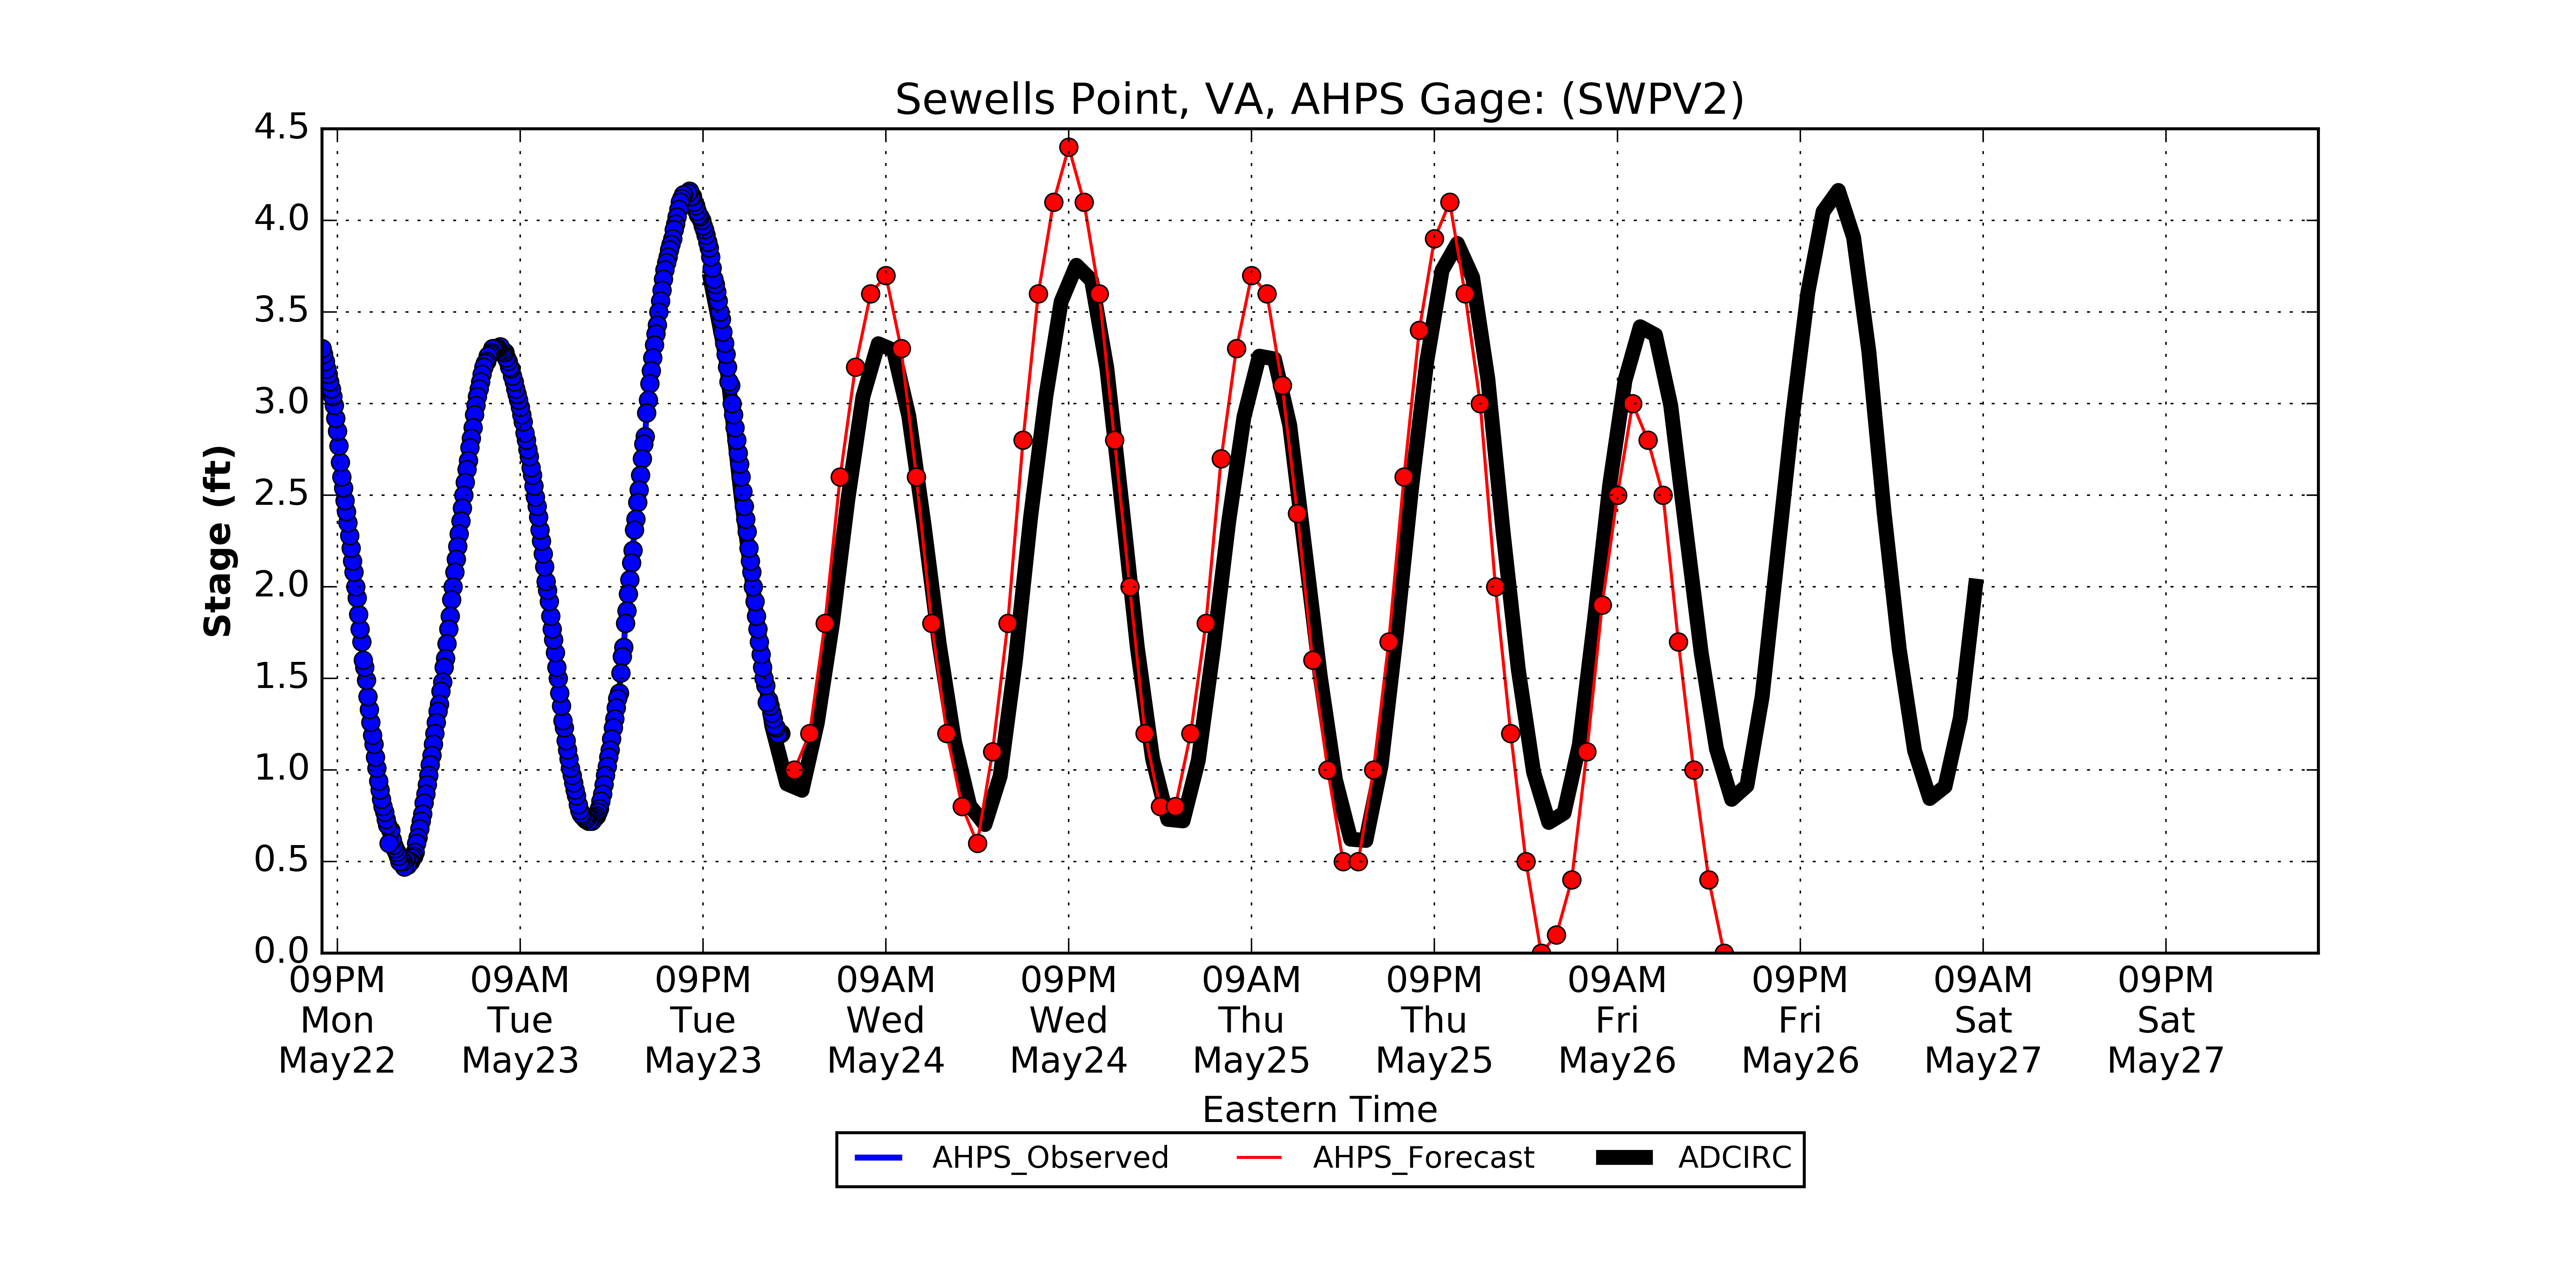 Sewells Point, VA, AHPS Gage: (SWPV2)
4.5
4.0
3.5
3.0
2.5
2.0
1.5
1.0
0.5
0.0
Stage (ft)
09PM 09AM 09PM 09AM 09PM 09AM 09PM 09AM 09PM 09AM 09PM
Mon Tue Tue Wed Wed Thu Thu Fri Fri Sat Sat
May22 May23 May23 May24 May24 May25 May25 May26 May26 May27 May27
Eastern Time
AHPS_Observed AHPS_Forecast ADCIRC